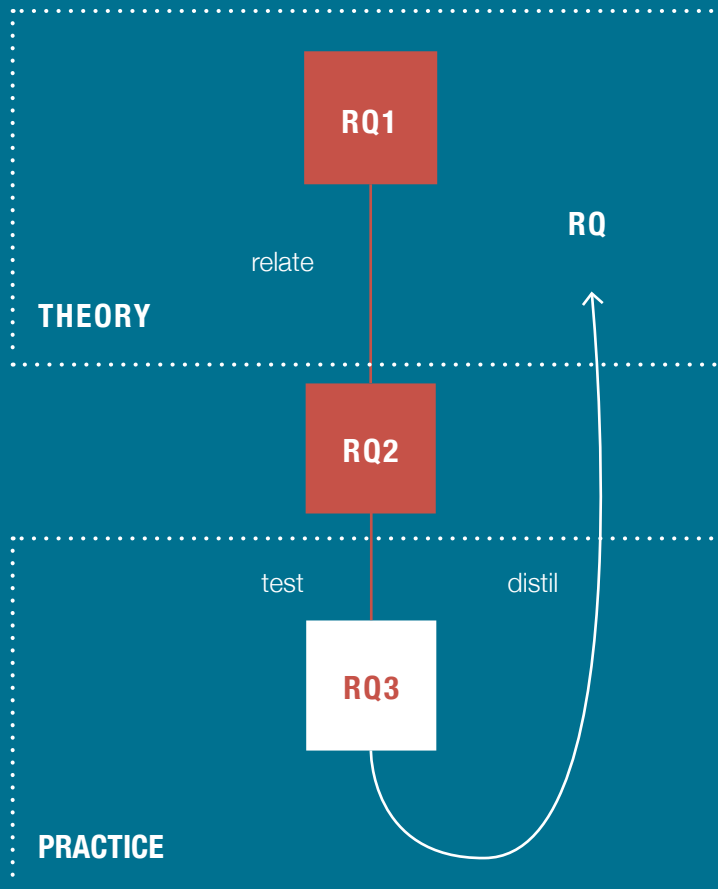 RQ1
RQ
relate
THEORY
RQ2
test
distil
RQ3
PRACTICE